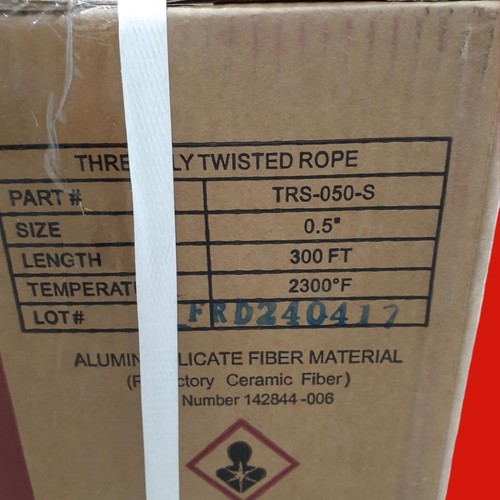 THRE LY TWISTED ROPE
PART# TRS-050-S
SIZE 0.5"
LENGTH 300 FT
TEMPERAT 2300°F
LOT# FRD240417
ALUMIN LICATE FIBER MATERIAL
(R ctory Ceramic Fiber)
Number 142844-006